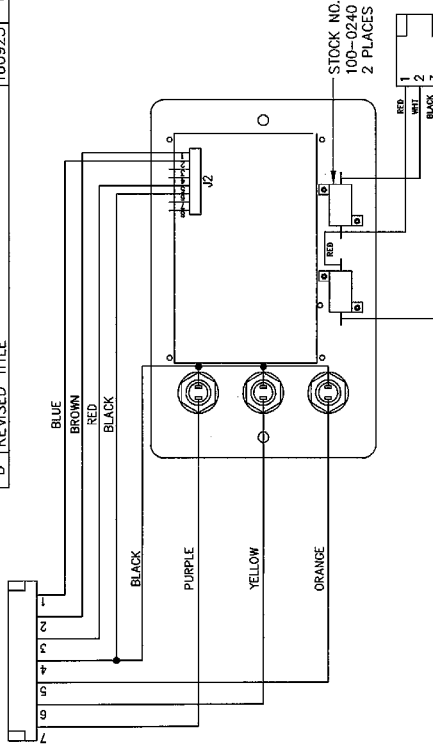 REVISED TITLE
BLUE
BROWN
RED
BLACK
1
2
3
4
5
6
7
BLACK
PURPLE
YELLOW
ORANGE
J2
STOCK NO.
100-0240
2 PLACES
RED
RED
WHT
BLACK
1
2